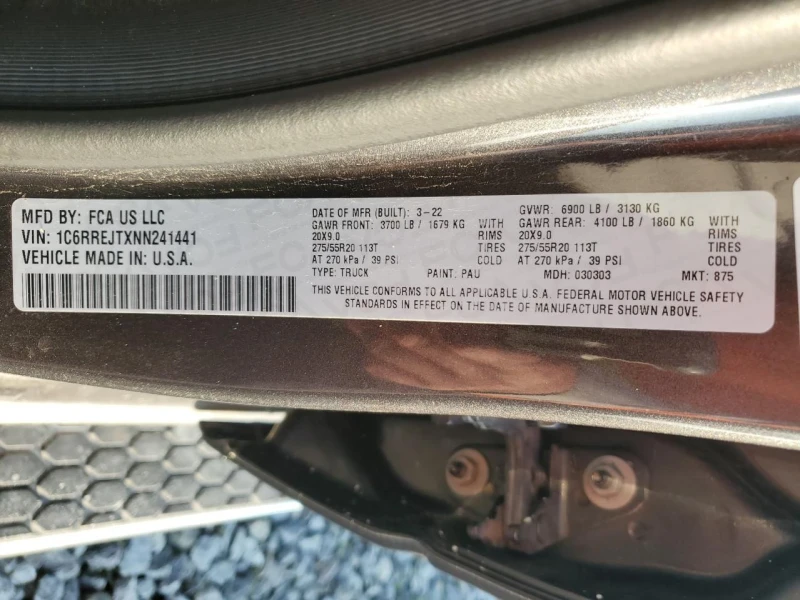 MFD BY: FCA US LLC
VIN: 1C6RREJTXNN241441
VEHICLE MADE IN: U.S.A.
DATE OF MFR (BUILT): 3-22
GAWR FRONT: 3700 LB / 1679 KG WITH
20X9.0 RIMS
275/55R20 113T TIRES
AT 270 kPa / 39 PSI COLD
TYPE: TRUCK PAINT: PAU
GVWR: 6900 LB / 3130 KG
GAWR REAR: 4100 LB / 1860 KG WITH
20X9.0 RIMS
275/55R20 113T TIRES
AT 270 kPa / 39 PSI COLD
MDH: 030303 MKT: 875
THIS VEHICLE CONFORMS TO ALL APPLICABLE U.S.A. FEDERAL MOTOR VEHICLE SAFETY
STANDARDS IN EFFECT ON THE DATE OF MANUFACTURE SHOWN ABOVE.